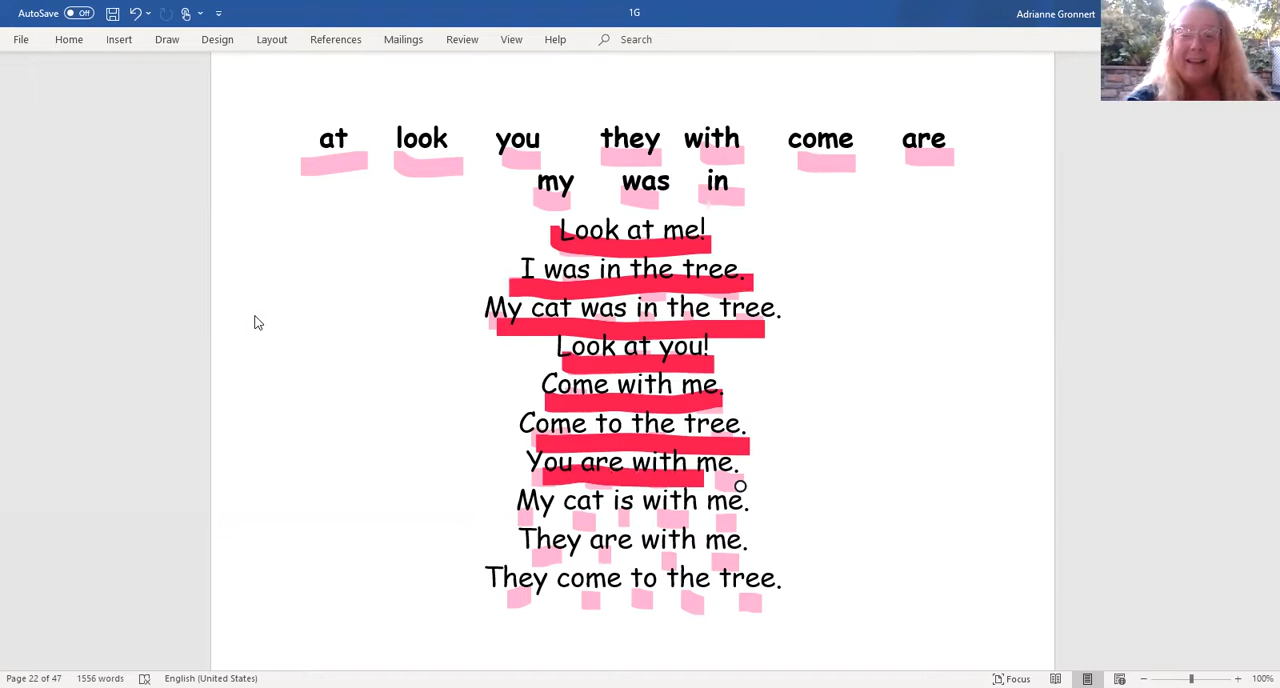 AutoSave Off 1G Adrianne Gronnert
File Home Insert Draw Design Layout References Mailings Review View Help Search
at look you they with come are
my was in
Look at me!
I was in the tree.
My cat was in the tree.
Look at you!
Come with me.
Come to the tree.
You are with me.
My cat is with me.
They are with me.
They come to the tree.
Page 22 of 47 1556 words English (United States) Focus 100%